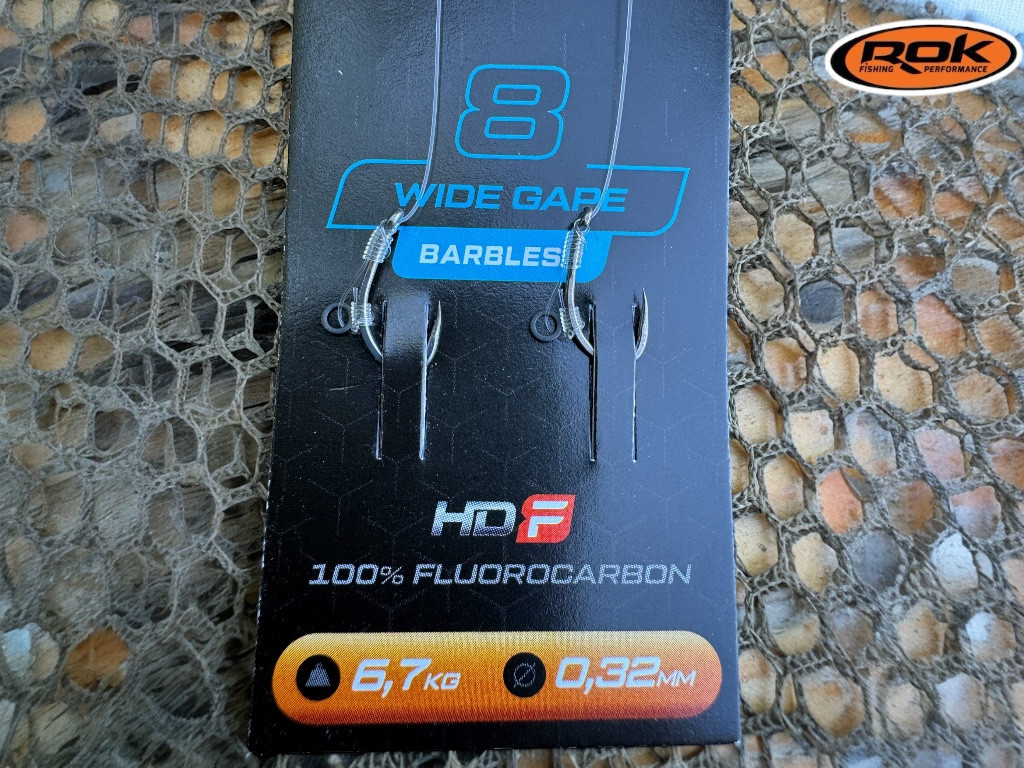 ROK
FISHING PERFORMANCE
8
WIDE GAPE
BARBLESS
HDF
100% FLUOROCARBON
6,7KG 0,32MM